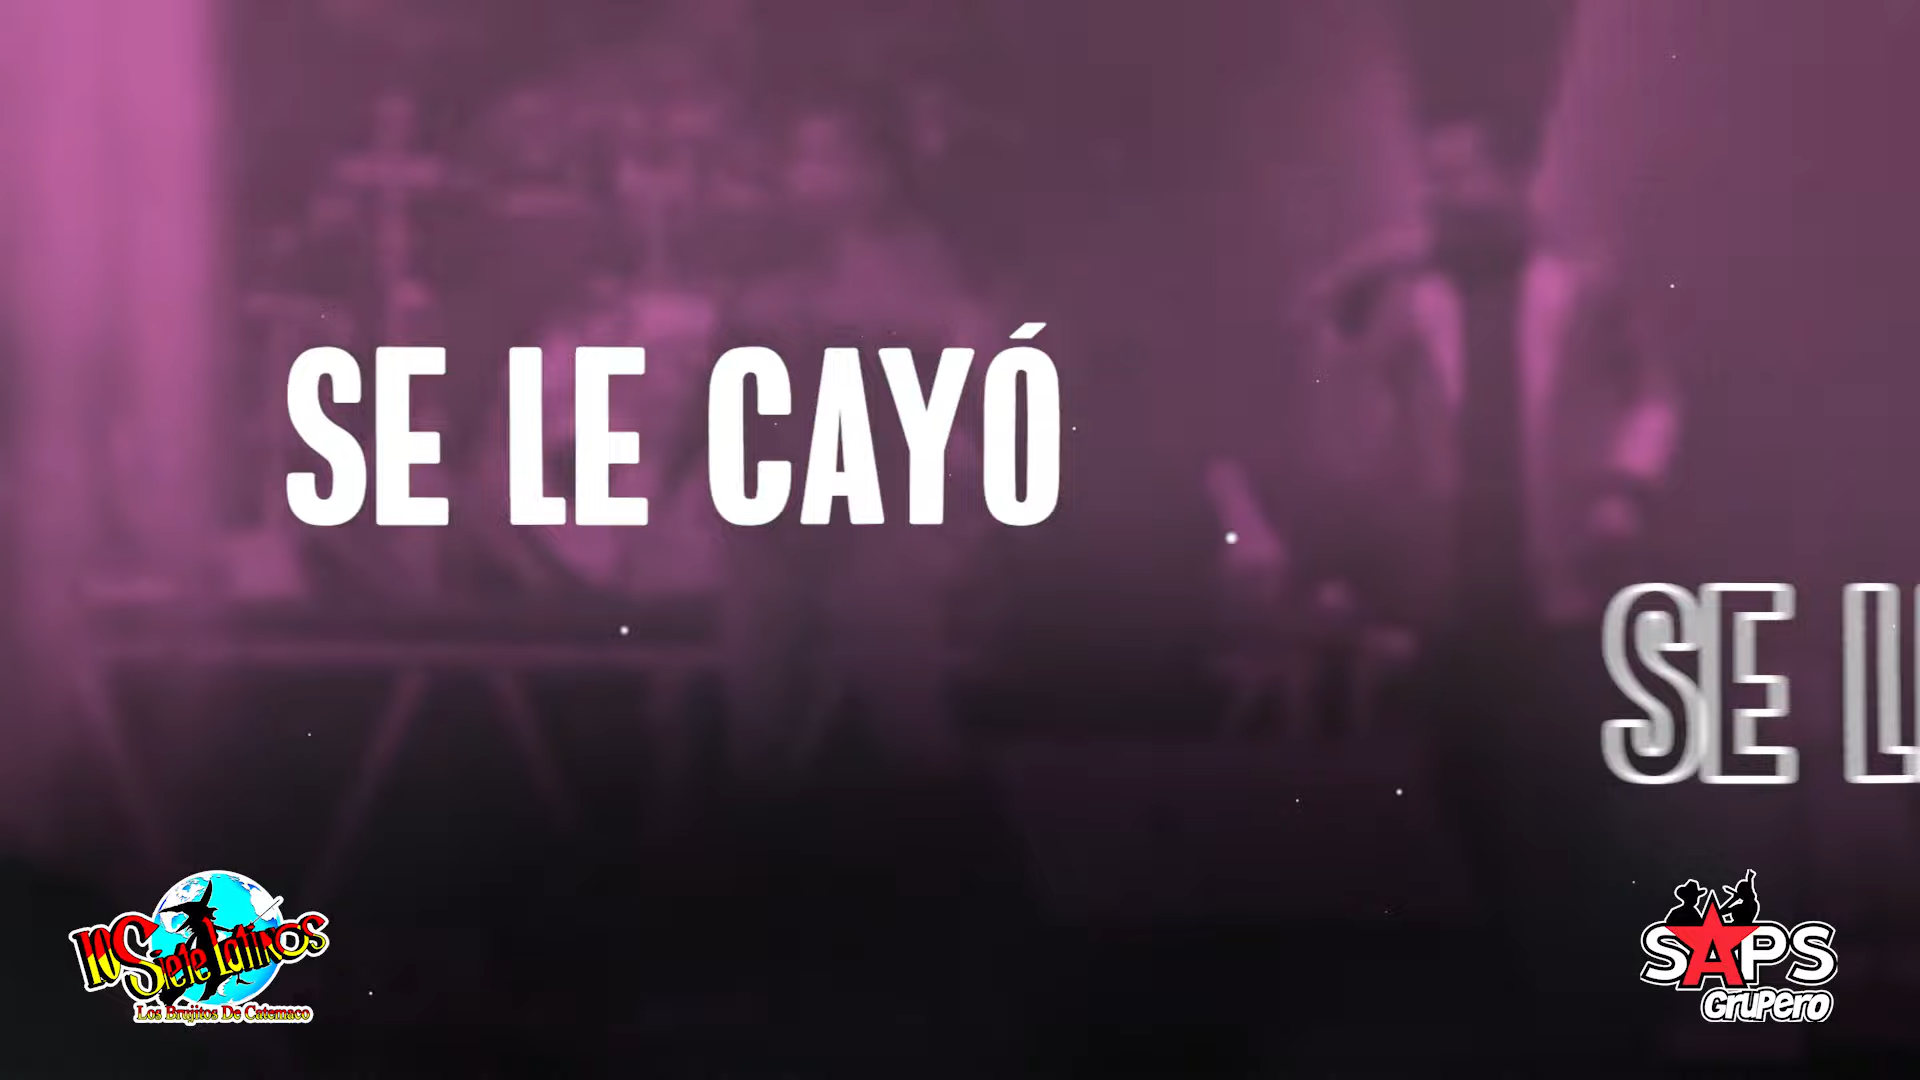 SE LE CAYÓ
SE L
los Siete Latinos
Los Brujitos De Catemaco
SAPS
GRUPERO